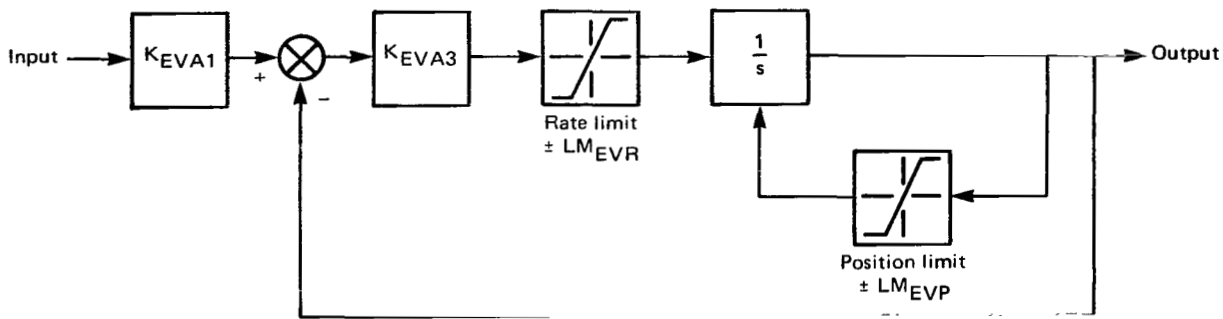 Input
K_EVA1
+
−
K_EVA3
Rate limit
± LM_EVR
1
s
Output
Position limit
± LM_EVP